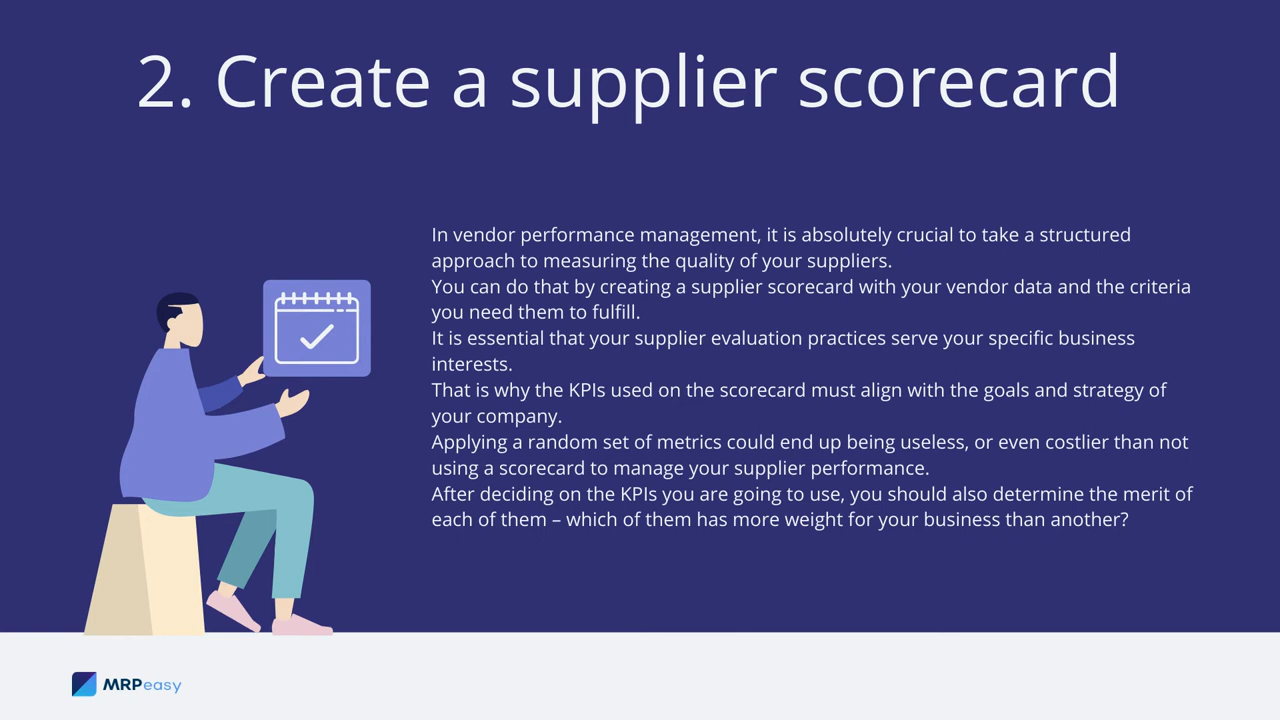 2. Create a supplier scorecard
In vendor performance management, it is absolutely crucial to take a structured
approach to measuring the quality of your suppliers.
You can do that by creating a supplier scorecard with your vendor data and the criteria
you need them to fulfill.
It is essential that your supplier evaluation practices serve your specific business
interests.
That is why the KPIs used on the scorecard must align with the goals and strategy of
your company.
Applying a random set of metrics could end up being useless, or even costlier than not
using a scorecard to manage your supplier performance.
After deciding on the KPIs you are going to use, you should also determine the merit of
each of them – which of them has more weight for your business than another?
MRPeasy